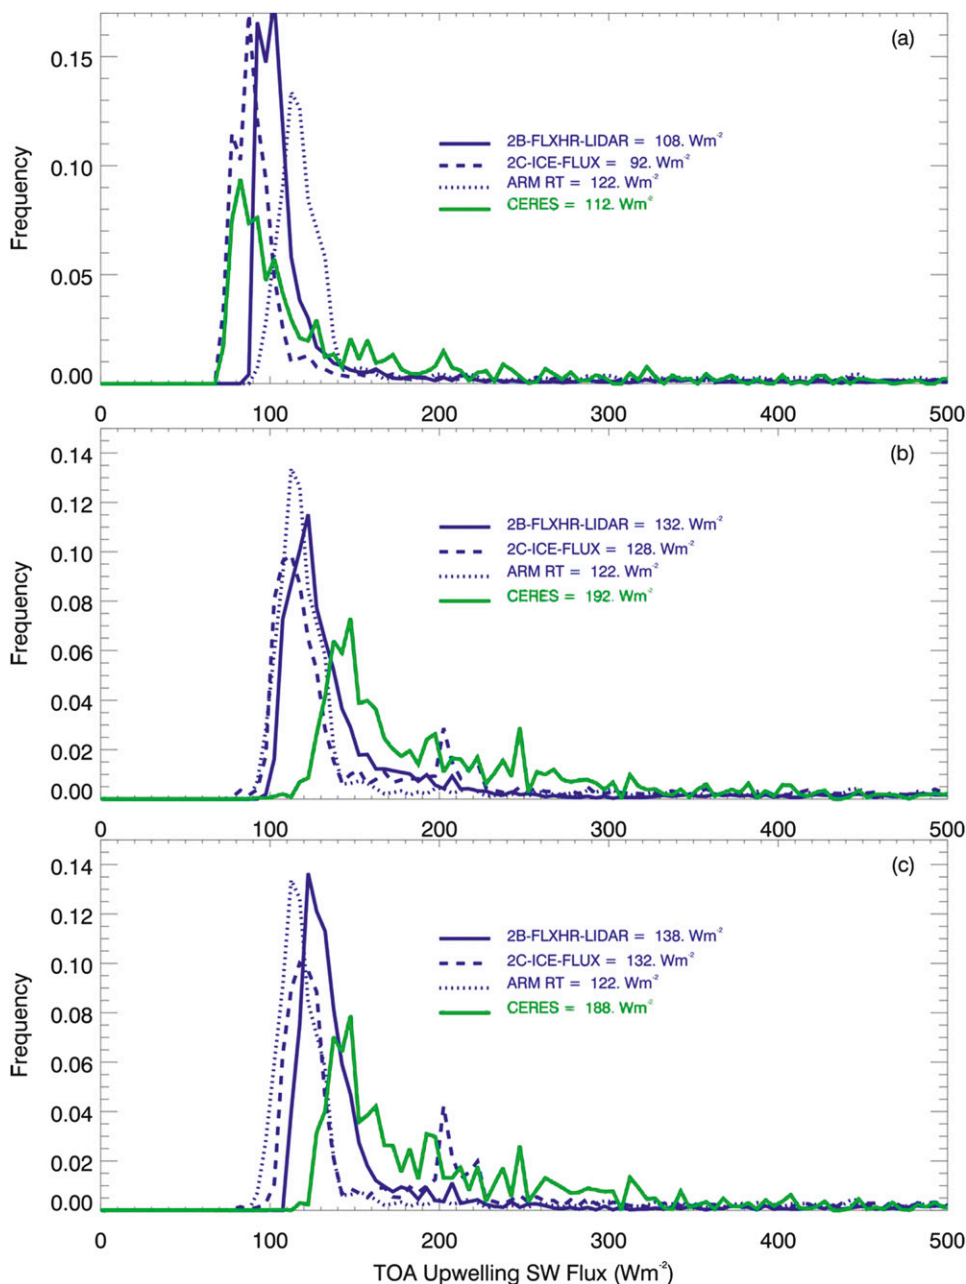 (a)
0.15
0.10
0.05
0.00
Frequency
2B-FLXHR-LIDAR = 108. Wm-2
2C-ICE-FLUX = 92. Wm-2
ARM RT = 122. Wm-2
CERES = 112. Wm-2
0 100 200 300 400 500
(b)
0.14
0.12
0.10
0.08
0.06
0.04
0.02
0.00
Frequency
2B-FLXHR-LIDAR = 132. Wm-2
2C-ICE-FLUX = 128. Wm-2
ARM RT = 122. Wm-2
CERES = 192. Wm-2
0 100 200 300 400 500
(c)
0.14
0.12
0.10
0.08
0.06
0.04
0.02
0.00
Frequency
2B-FLXHR-LIDAR = 138. Wm-2
2C-ICE-FLUX = 132. Wm-2
ARM RT = 122. Wm-2
CERES = 188. Wm-2
0 100 200 300 400 500
TOA Upwelling SW Flux (Wm-2)